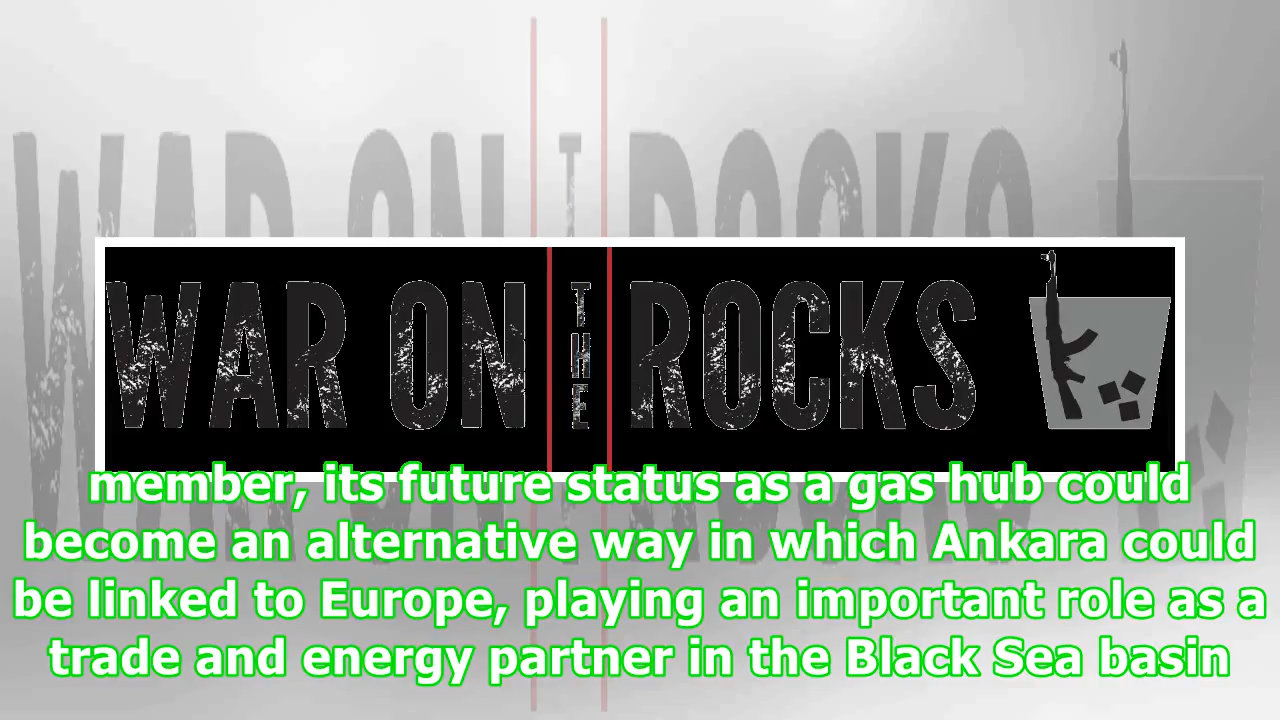 WAR ON THE ROCKS
member, its future status as a gas hub could
become an alternative way in which Ankara could
be linked to Europe, playing an important role as a
trade and energy partner in the Black Sea basin